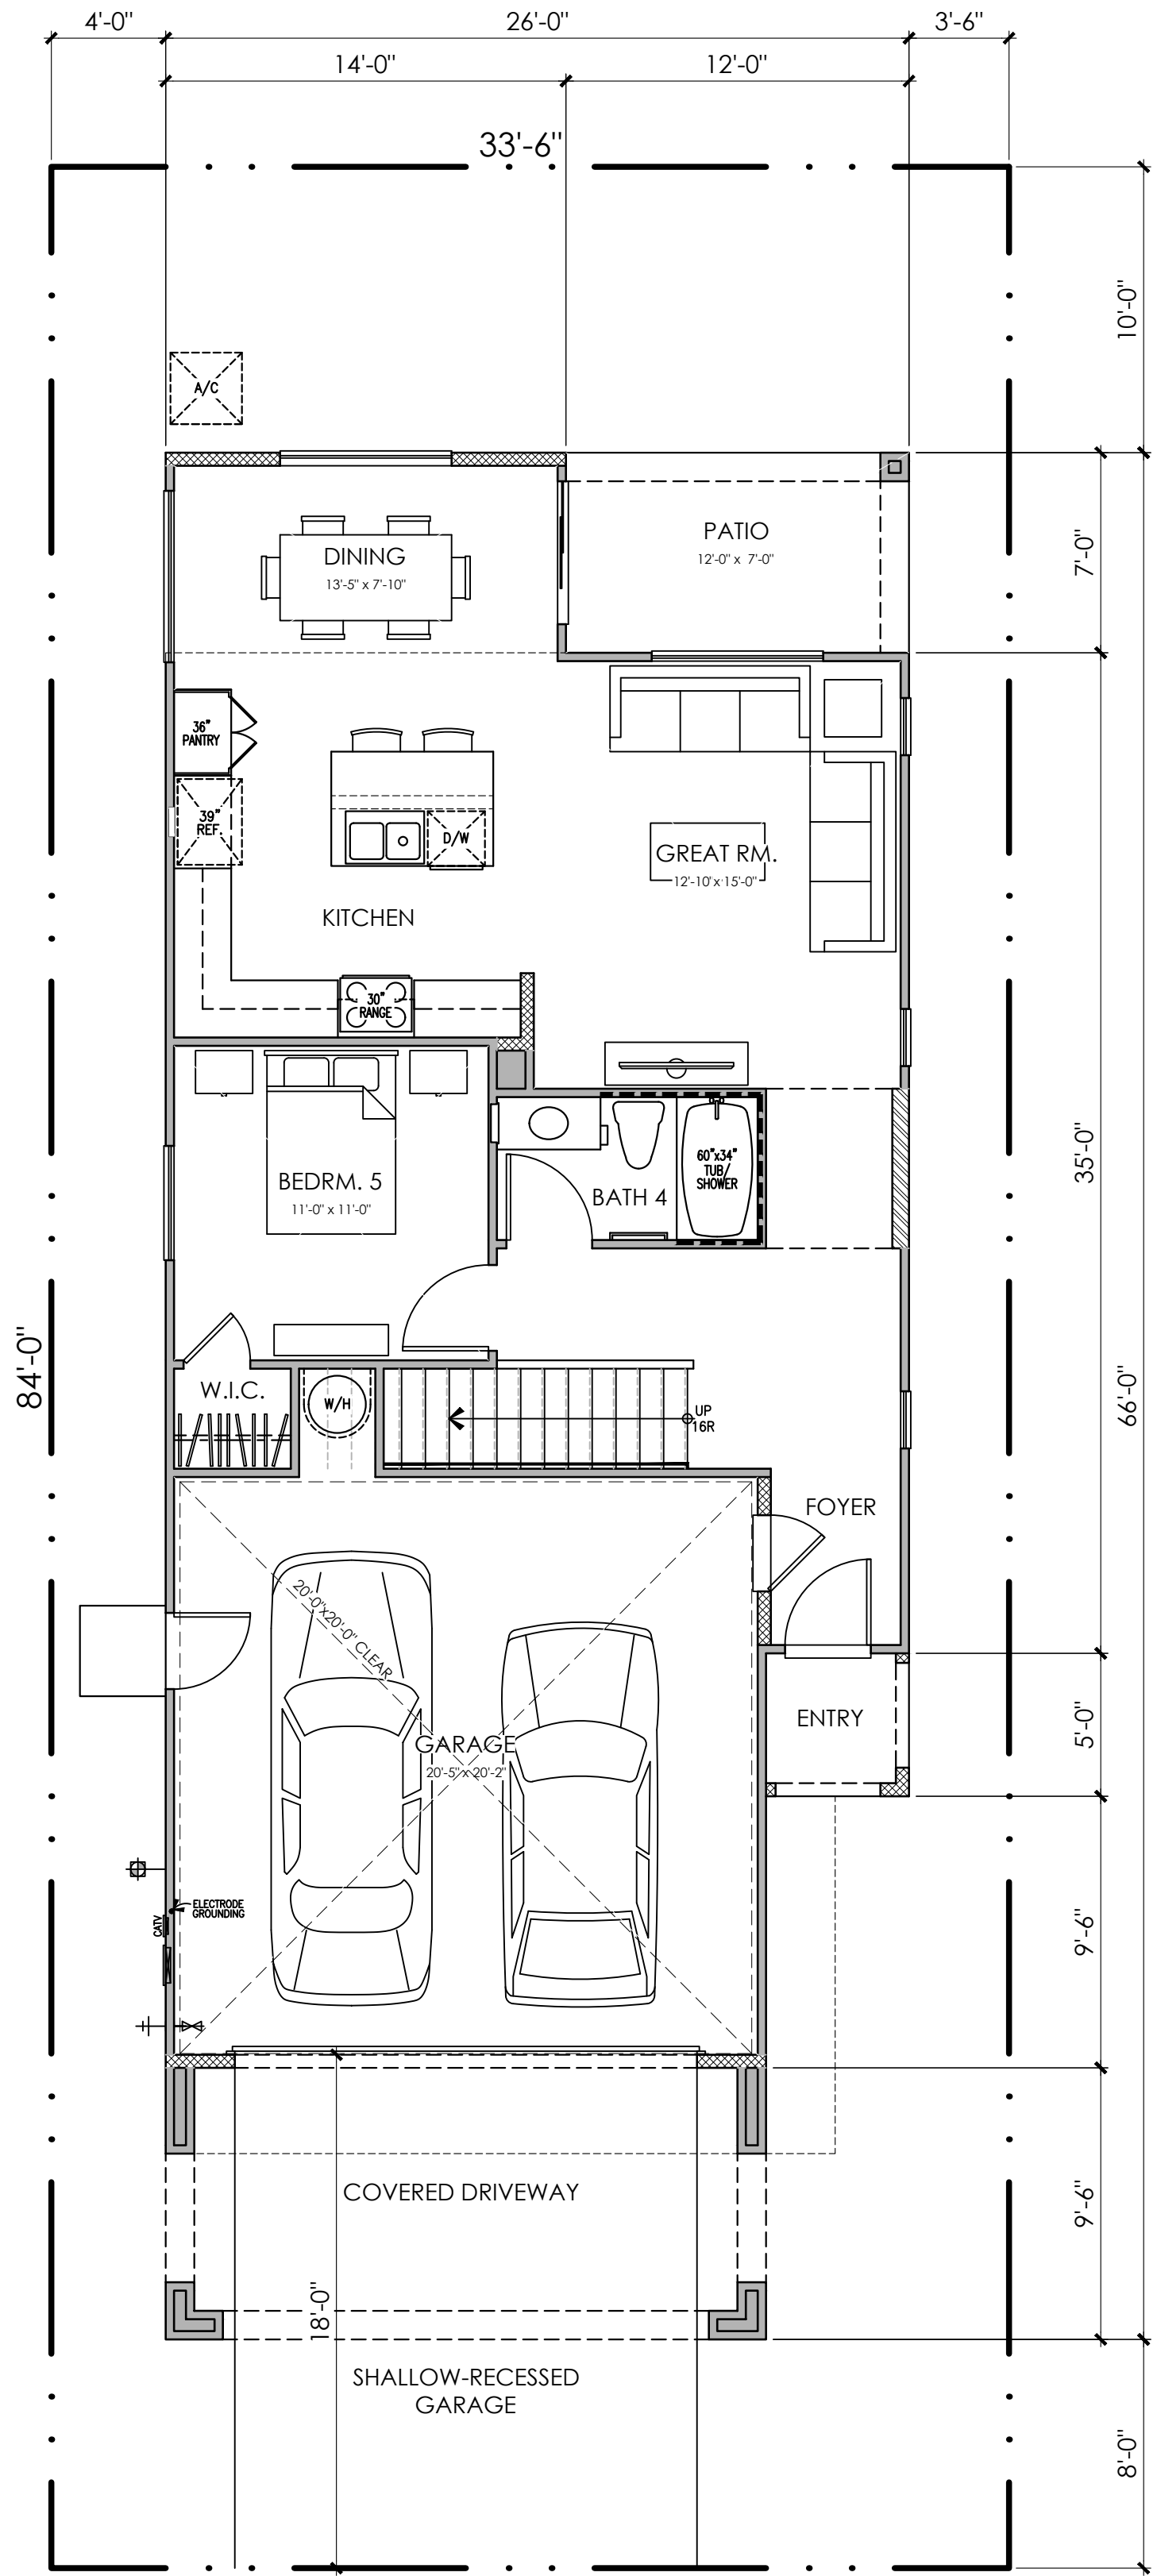 4'-0" 26'-0" 3'-6"
14'-0" 12'-0"
33'-6"
10'-0"
A/C
DINING
13'-5" x 7'-10"
PATIO
12'-0" x 7'-0"
7'-0"
36"
PANTRY
39"
REF.
D/W
GREAT RM.
12'-10'x 15'-0"
KITCHEN
30"
RANGE
BEDRM. 5
11'-0" x 11'-0"
BATH 4
60"x34"
TUB/
SHOWER
35'-0"
84'-0"
66'-0"
W.I.C.
W/H
UP
16R
FOYER
20'-0"x20'-0" CLEAR
GARAGE
20'-5" x 20'-2"
ENTRY
5'-0"
ELECTRODE
GROUNDING
CATV
9'-6"
COVERED DRIVEWAY
9'-6"
18'-0"
SHALLOW-RECESSED
GARAGE
8'-0"